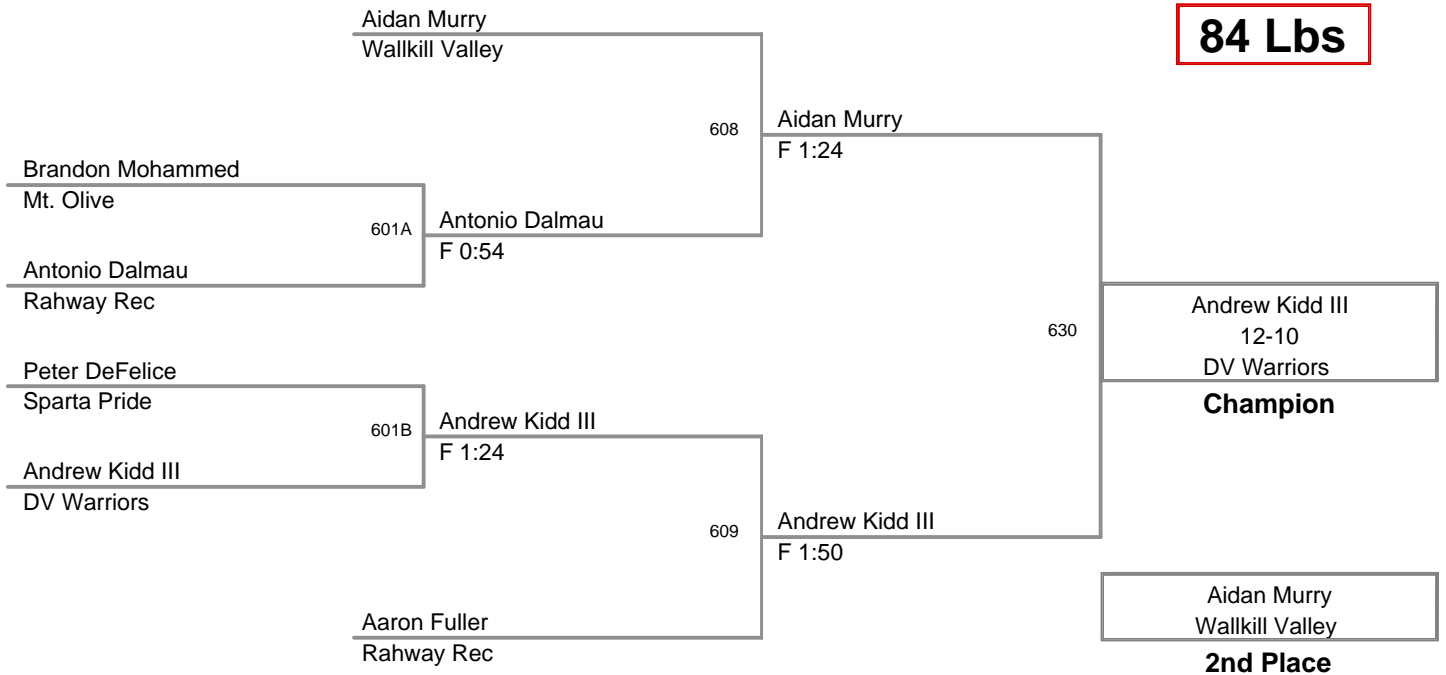 Aidan Murry
Wallkill Valley
84 Lbs
608
Aidan Murry
F 1:24
Brandon Mohammed
Mt. Olive
601A
Antonio Dalmau
F 0:54
Antonio Dalmau
Rahway Rec
630
Andrew Kidd III
12-10
DV Warriors
Champion
Peter DeFelice
Sparta Pride
601B
Andrew Kidd III
F 1:24
Andrew Kidd III
DV Warriors
609
Andrew Kidd III
F 1:50
Aaron Fuller
Rahway Rec
Aidan Murry
Wallkill Valley
2nd Place